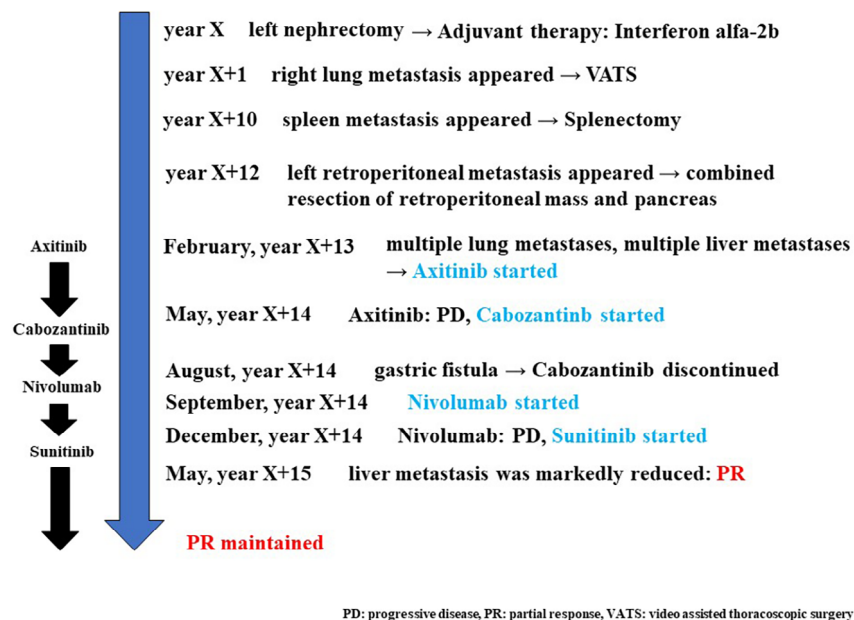 year X left nephrectomy → Adjuvant therapy: Interferon alfa-2b
year X+1 right lung metastasis appeared → VATS
year X+10 spleen metastasis appeared → Splenectomy
year X+12 left retroperitoneal metastasis appeared → combined
resection of retroperitoneal mass and pancreas
Axitinib
February, year X+13 multiple lung metastases, multiple liver metastases
→ Axitinib started
Cabozantinib
May, year X+14 Axitinib: PD, Cabozantinb started
August, year X+14 gastric fistula → Cabozantinib discontinued
Nivolumab
September, year X+14 Nivolumab started
December, year X+14 Nivolumab: PD, Sunitinib started
Sunitinib
May, year X+15 liver metastasis was markedly reduced: PR
PR maintained
PD: progressive disease, PR: partial response, VATS: video assisted thoracoscopic surgery